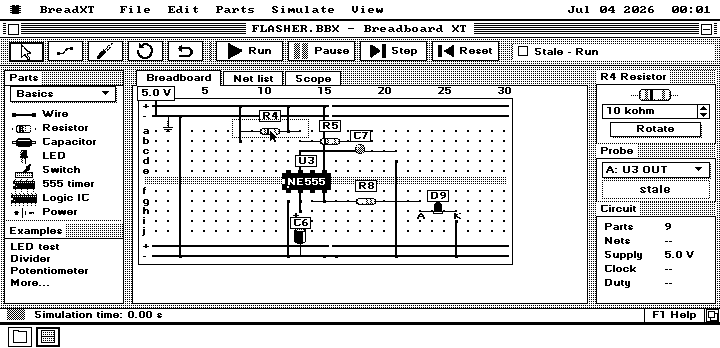 BreadXT File Edit Parts Simulate View Jul 04 2026 00:01
FLASHER.BBX - Breadboard XT
Run Pause Step Reset Stale - Run
Parts
Basics
Wire
Resistor
Capacitor
LED
Switch
555 timer
Logic IC
Power
Examples
LED test
Divider
Potentiometer
More...
Breadboard Net list Scope
5.0 V 5 10 15 20 25 30
+
-
a
b
c
d
e
f
g
h
i
j
+
-
R4
R5
C7
U3
NE555
R8
D9
A K
+
C6
R4 Resistor
10 kohm
Rotate
Probe
A: U3 OUT
stale
Circuit
Parts 9
Nets --
Supply 5.0 V
Clock --
Duty --
Simulation time: 0.00 s F1 Help